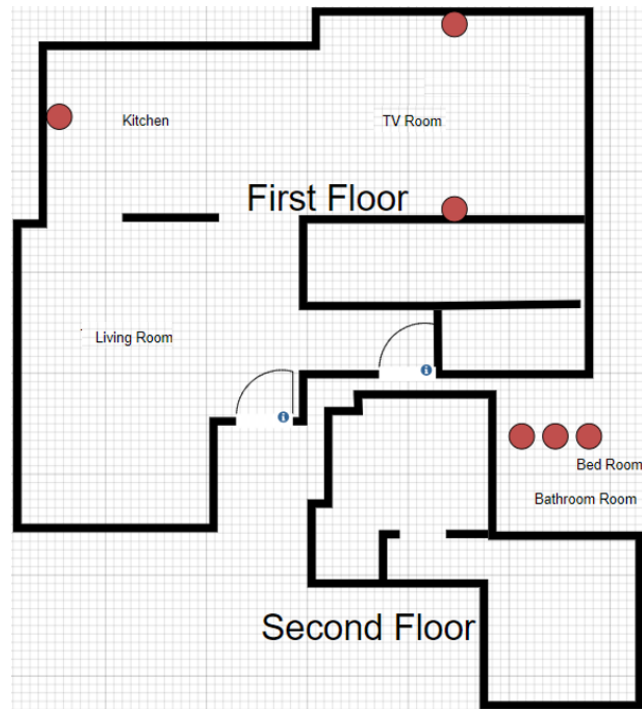 Kitchen
TV Room
First Floor
Living Room
Bed Room
Bathroom Room
Second Floor